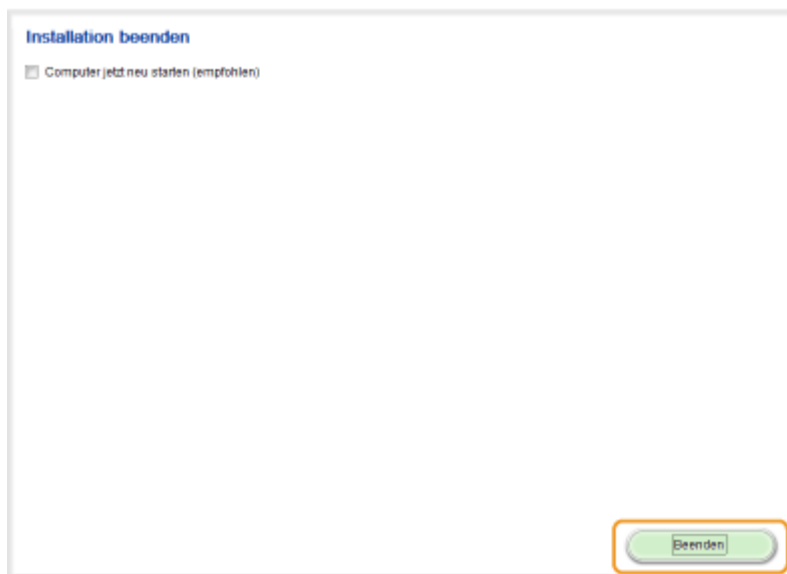 Installation beenden
Computer jetzt neu starten (empfohlen)
Beenden